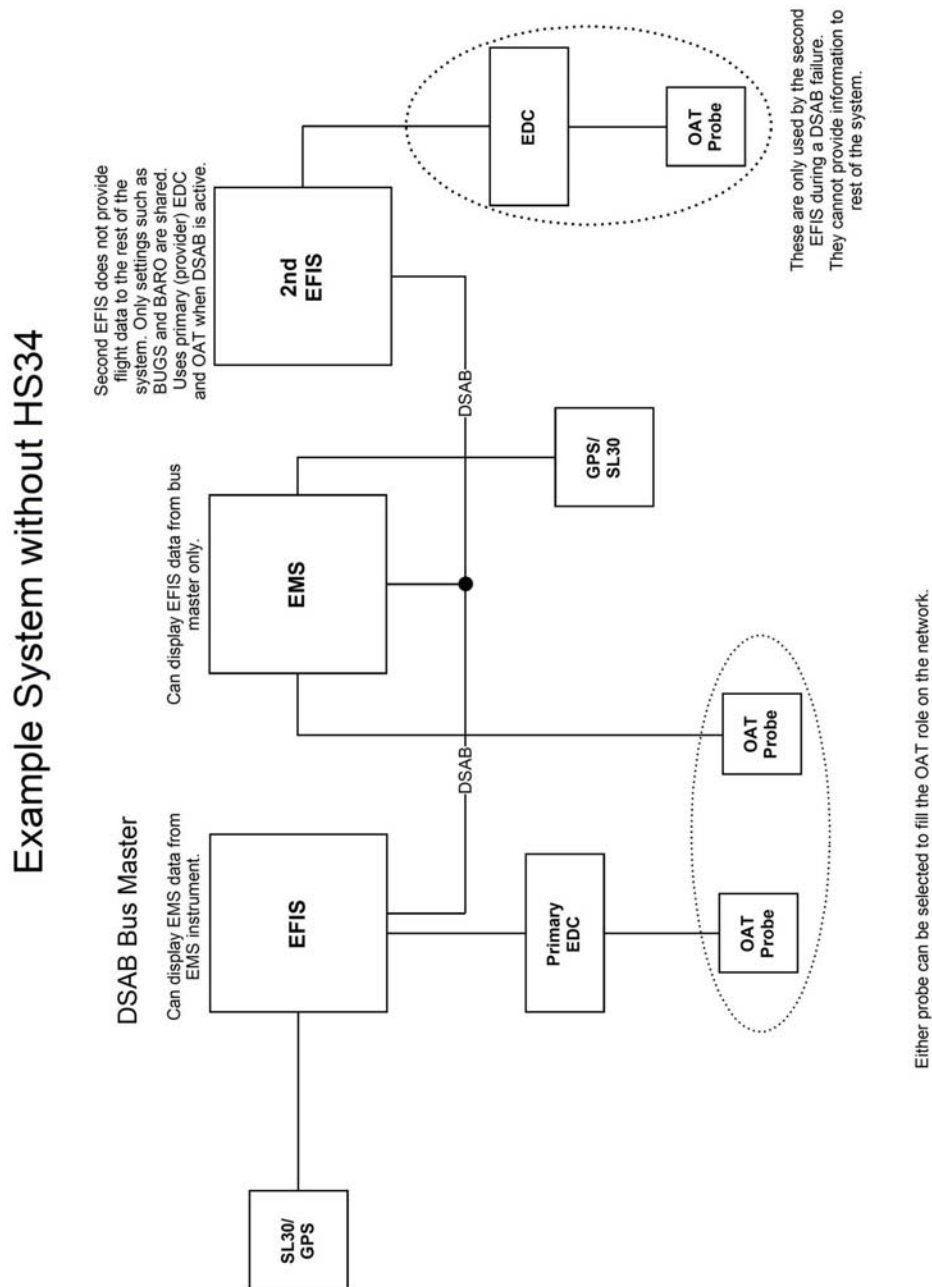 Example System without HS34
DSAB Bus Master
Can display EMS data from
EMS instrument.
SL30/
GPS
EFIS
Primary
EDC
OAT
Probe
DSAB
Can display EFIS data from bus
master only.
EMS
OAT
Probe
GPS/
SL30
DSAB
Second EFIS does not provide
flight data to the rest of the
system. Only settings such as
BUGS and BARO are shared.
Uses primary (provider) EDC
and OAT when DSAB is active.
2nd
EFIS
EDC
OAT
Probe
These are only used by the second
EFIS during a DSAB failure.
They cannot provide information to
rest of the system.
Either probe can be selected to fill the OAT role on the network.